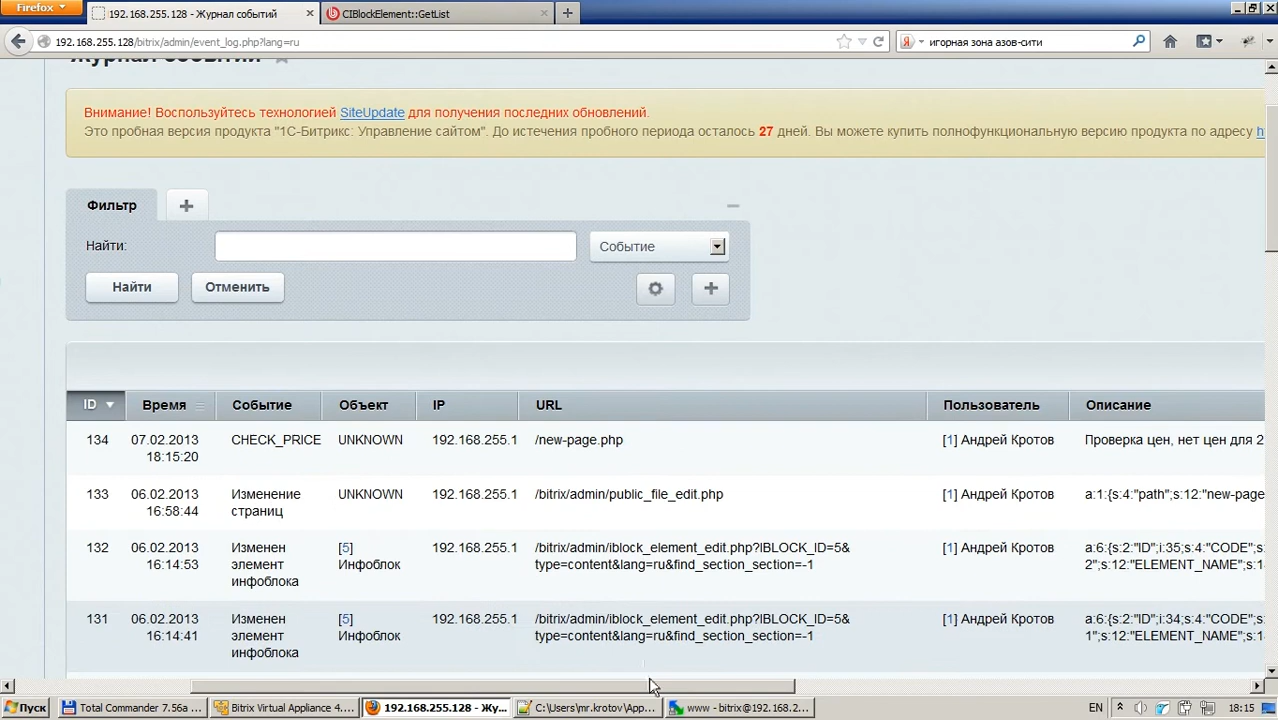 Firefox
192.168.255.128 - Журнал событий
CIBlockElement::GetList
192.168.255.128/bitrix/admin/event_log.php?lang=ru
игорная зона азов-сити
Журнал событий
Внимание! Воспользуйтесь технологией SiteUpdate для получения последних обновлений.
Это пробная версия продукта "1С-Битрикс: Управление сайтом". До истечения пробного периода осталось 27 дней. Вы можете купить полнофункциональную версию продукта по адресу
Фильтр
Найти: Событие
Найти Отменить
ID Время Событие Объект IP URL Пользователь Описание
134 07.02.2013 CHECK_PRICE UNKNOWN 192.168.255.1 /new-page.php [1] Андрей Кротов Проверка цен, нет цен для 2
18:15:20
133 06.02.2013 Изменение UNKNOWN 192.168.255.1 /bitrix/admin/public_file_edit.php [1] Андрей Кротов a:1:{s:4:"path";s:12:"new-page
16:58:44 страниц
132 06.02.2013 Изменен [5] 192.168.255.1 /bitrix/admin/iblock_element_edit.php?IBLOCK_ID=5& [1] Андрей Кротов a:6:{s:2:"ID";i:35;s:4:"CODE";s:
16:14:53 элемент Инфоблок type=content&lang=ru&find_section_section=-1 2";s:12:"ELEMENT_NAME";s:1
инфоблока
131 06.02.2013 Изменен [5] 192.168.255.1 /bitrix/admin/iblock_element_edit.php?IBLOCK_ID=5& [1] Андрей Кротов a:6:{s:2:"ID";i:34;s:4:"CODE";s:
16:14:41 элемент Инфоблок type=content&lang=ru&find_section_section=-1 1";s:12:"ELEMENT_NAME";s:1
инфоблока
Пуск Total Commander 7.56a ... Bitrix Virtual Appliance 4.... 192.168.255.128 - Жу... C:\Users\mr.krotov\App... www - bitrix@192.168.2... EN 18:15